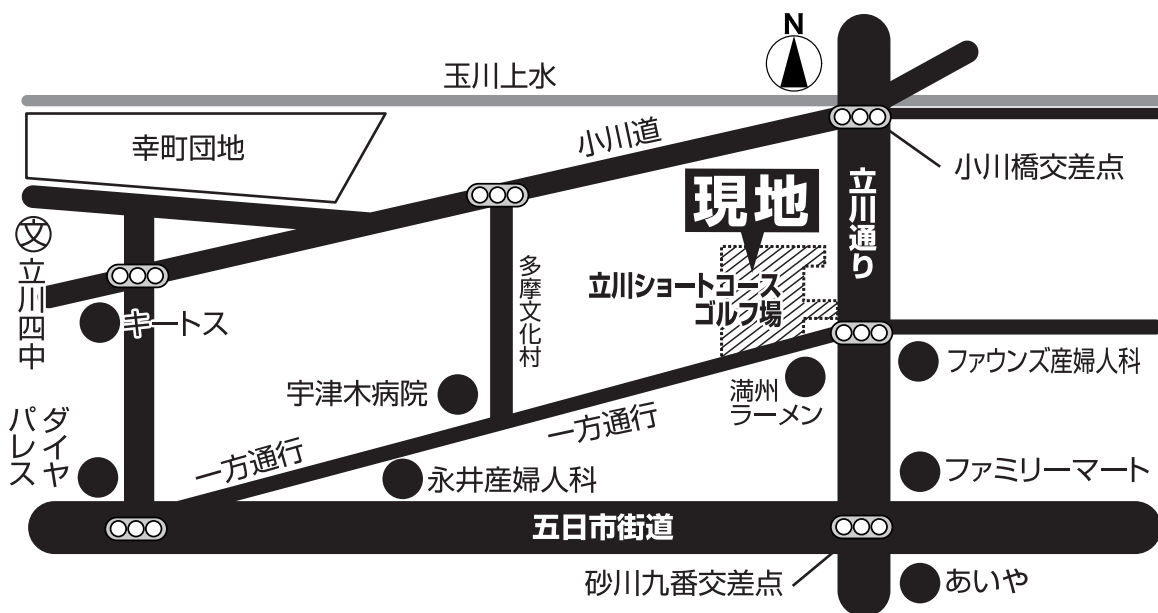 N
玉川上水
幸町団地
小川道
小川橋交差点
現地
立川通り
文
立川四中
多摩文化村
立川ショートコース
ゴルフ場
キートス
宇津木病院
満州
ラーメン
ファウンズ産婦人科
ダイヤ
パレス
一方通行
一方通行
永井産婦人科
ファミリーマート
五日市街道
砂川九番交差点
あいや